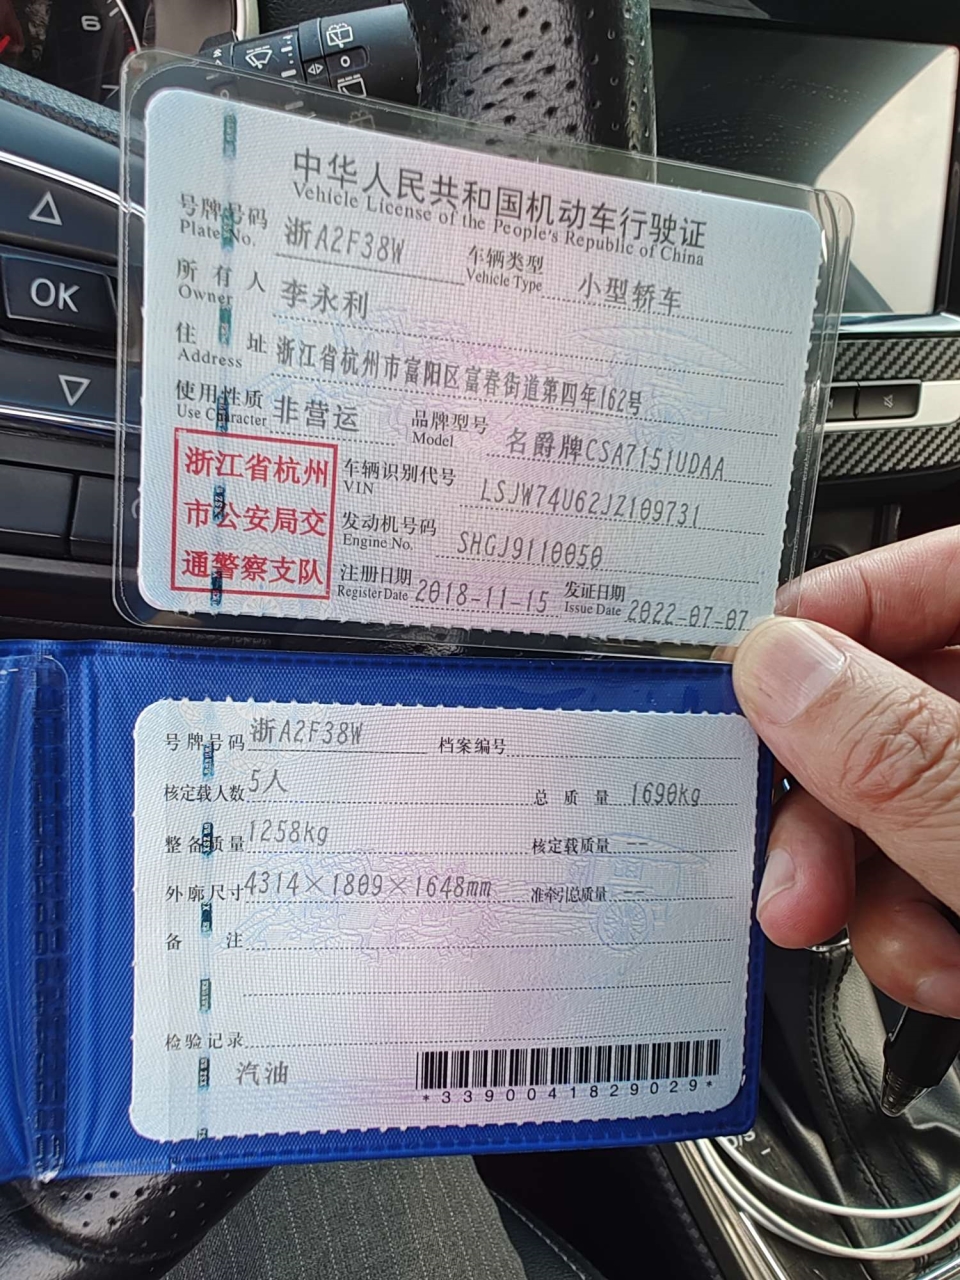 6
OK
中华人民共和国机动车行驶证
Vehicle License of the People's Republic of China
号牌号码 浙A2F38W 车辆类型 小型轿车
Plate No. Vehicle Type
所有人 李永利
Owner
住址 浙江省杭州市富阳区富春街道第四年162号
Address
使用性质 非营运 品牌型号 名爵牌CSA7151UDAA
Use Character Model
浙江省杭州
市公安局交
通警察支队
车辆识别代号 LSJW74U62JZ109731
VIN
发动机号码 SHGJ9110050
Engine No.
注册日期 2018-11-15 发证日期 2022-07-07
Register Date Issue Date
号牌号码 浙A2F38W 档案编号
核定载人数 5人 总质量 1690kg
整备质量 1258kg 核定载质量 --
外廓尺寸 4314×1809×1648mm 准牵引总质量 --
备注
检验记录
汽油
*3390041829029*